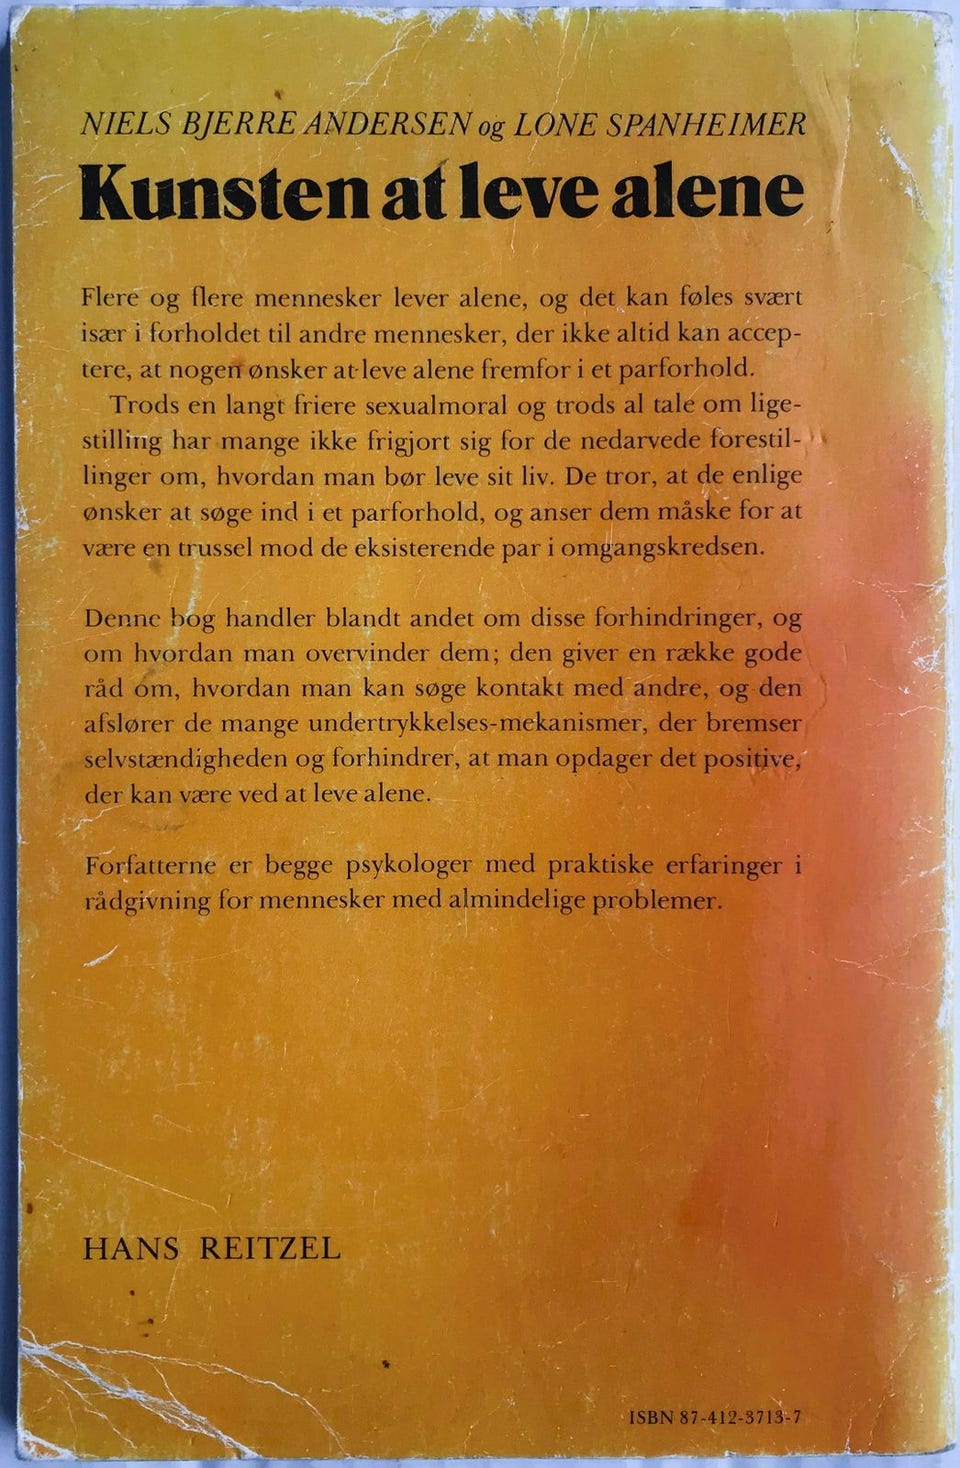 NIELS BJERRE ANDERSEN og LONE SPANHEIMER
Kunsten at leve alene
Flere og flere mennesker lever alene, og det kan føles svært
især i forholdet til andre mennesker, der ikke altid kan accep-
tere, at nogen ønsker at leve alene fremfor i et parforhold.
Trods en langt friere sexualmoral og trods al tale om lige-
stilling har mange ikke frigjort sig for de nedarvede forestil-
linger om, hvordan man bør leve sit liv. De tror, at de enlige
ønsker at søge ind i et parforhold, og anser dem måske for at
være en trussel mod de eksisterende par i omgangskredsen.
Denne bog handler blandt andet om disse forhindringer, og
om hvordan man overvinder dem; den giver en række gode
råd om, hvordan man kan søge kontakt med andre, og den
afslører de mange undertrykkelses-mekanismer, der bremser
selvstændigheden og forhindrer, at man opdager det positive,
der kan være ved at leve alene.
Forfatterne er begge psykologer med praktiske erfaringer i
rådgivning for mennesker med almindelige problemer.
HANS REITZEL
ISBN 87-412-3713-7